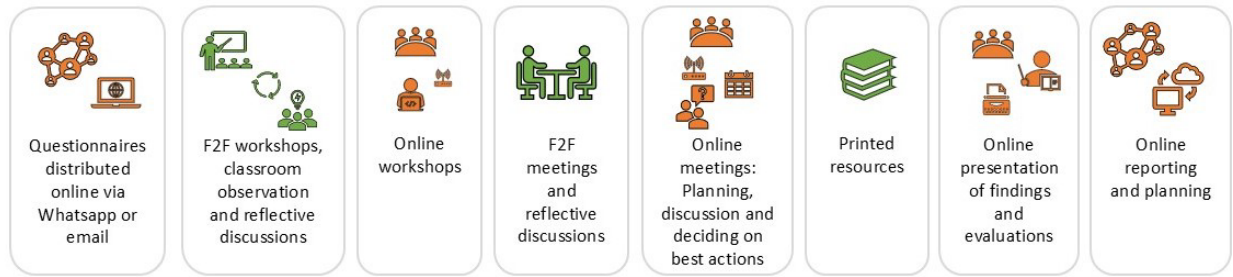 Questionnaires
distributed
online via
Whatsapp or
email
F2F workshops,
classroom
observation
and reflective
discussions
Online
workshops
F2F
meetings
and
reflective
discussions
Online
meetings:
Planning,
discussion and
deciding on
best actions
Printed
resources
Online
presentation
of findings
and
evaluations
Online
reporting
and planning